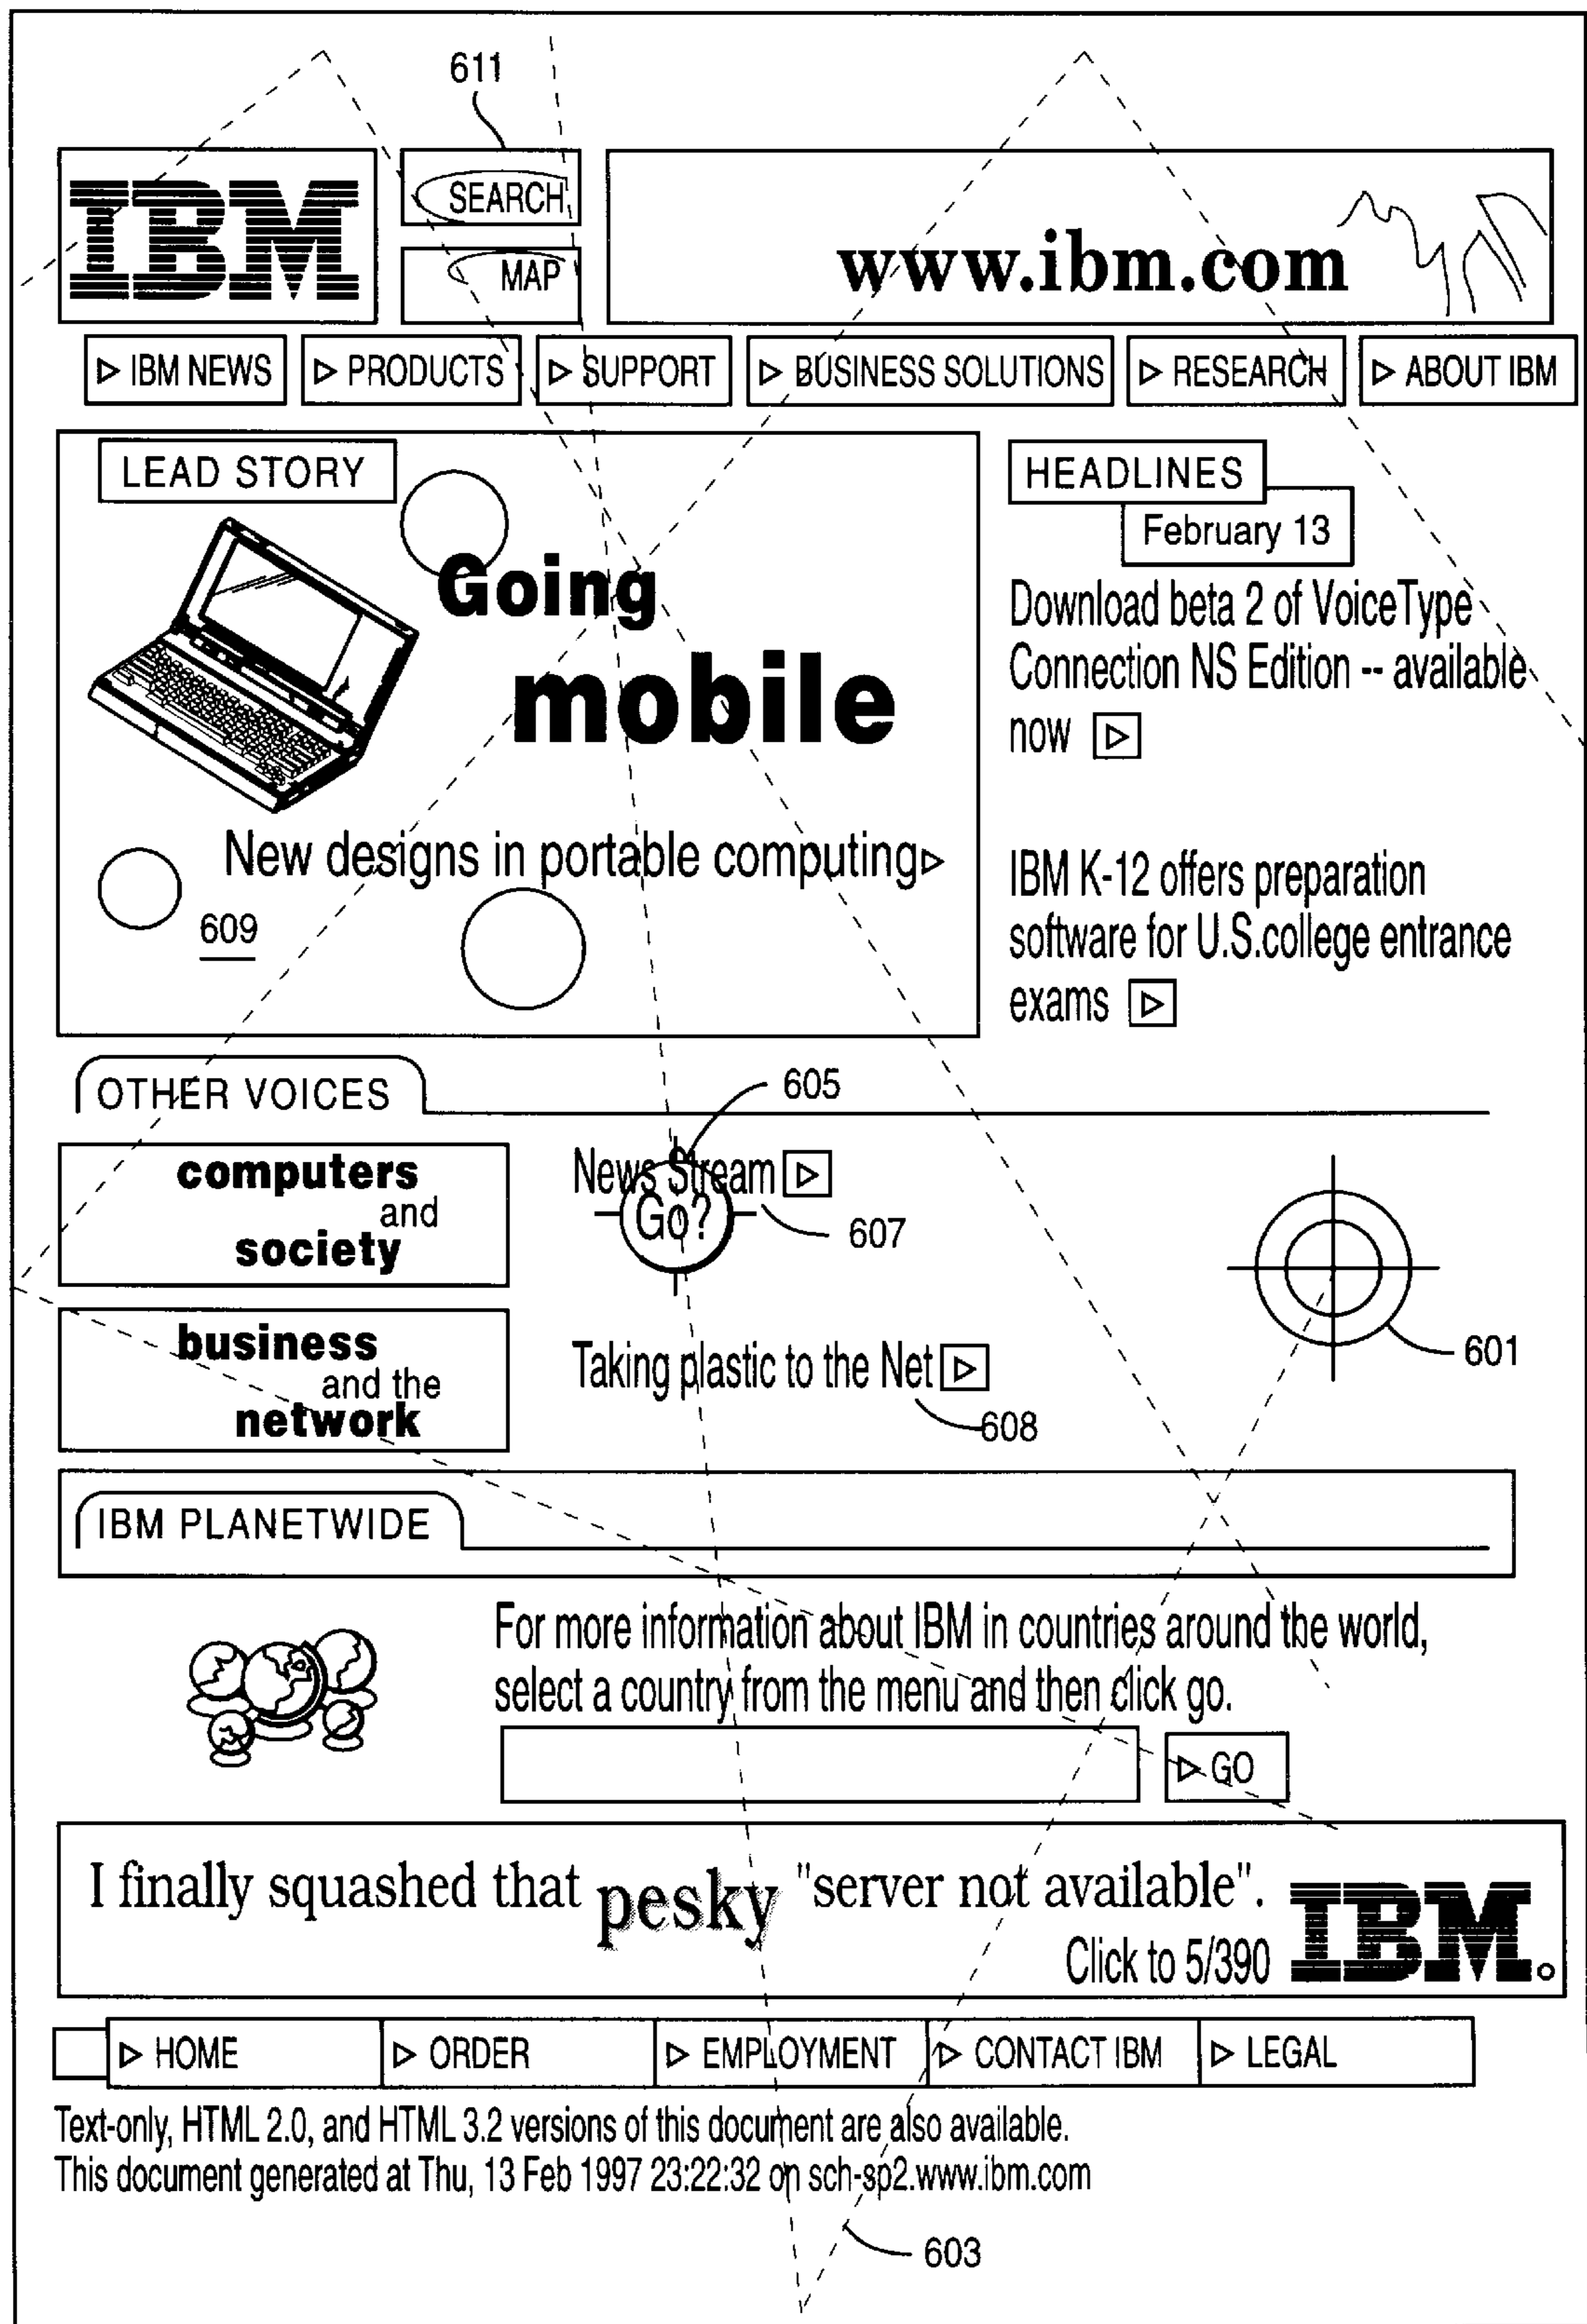 611
IBM
SEARCH
MAP
www.ibm.com
IBM NEWS
PRODUCTS
SUPPORT
BUSINESS SOLUTIONS
RESEARCH
ABOUT IBM
LEAD STORY
Going
mobile
New designs in portable computing
609
HEADLINES
February 13
Download beta 2 of VoiceType
Connection NS Edition -- available
now
IBM K-12 offers preparation
software for U.S.college entrance
exams
OTHER VOICES
605
computers
and
society
News Stream
Go?
607
601
business
and the
network
Taking plastic to the Net
608
IBM PLANETWIDE
For more information about IBM in countries around the world,
select a country from the menu and then click go.
GO
I finally squashed that pesky "server not available".
Click to 5/390
IBM
HOME
ORDER
EMPLOYMENT
CONTACT IBM
LEGAL
Text-only, HTML 2.0, and HTML 3.2 versions of this document are also available.
This document generated at Thu, 13 Feb 1997 23:22:32 on sch-sp2.www.ibm.com
603